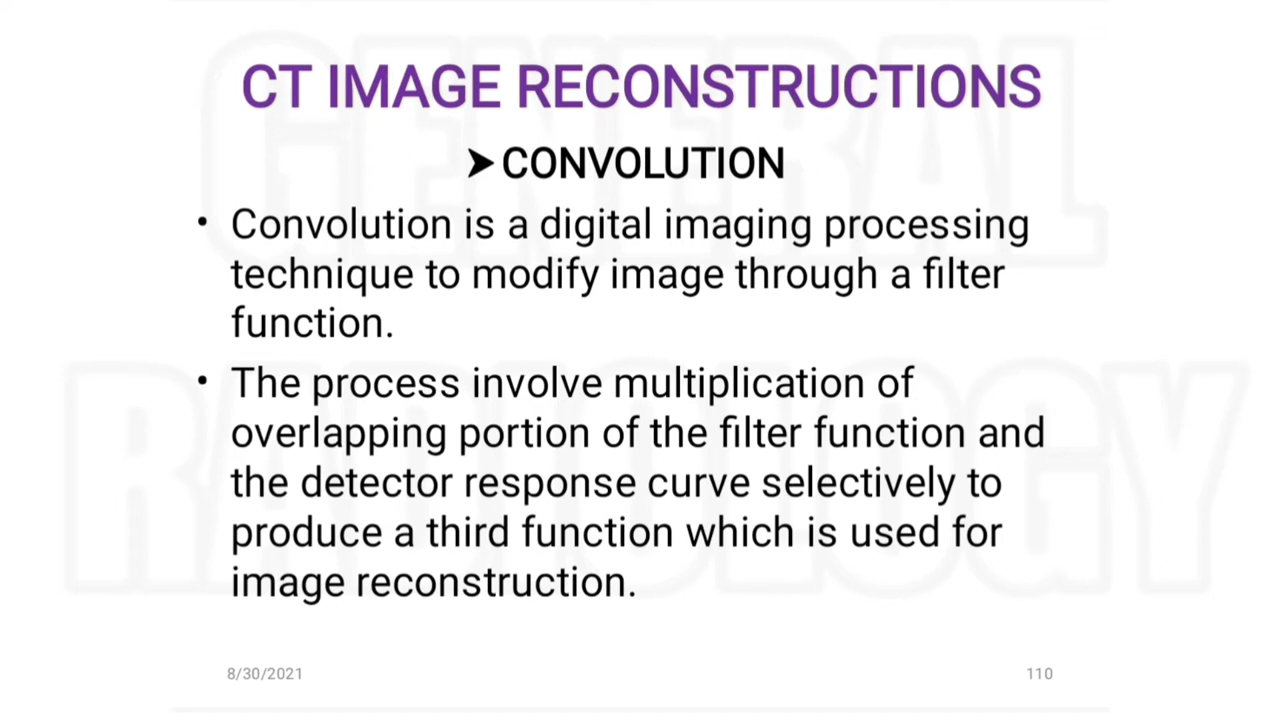 GENERAL
RADIOLOGY
CT IMAGE RECONSTRUCTIONS
➤ CONVOLUTION
• Convolution is a digital imaging processing
technique to modify image through a filter
function.
• The process involve multiplication of
overlapping portion of the filter function and
the detector response curve selectively to
produce a third function which is used for
image reconstruction.
8/30/2021
110